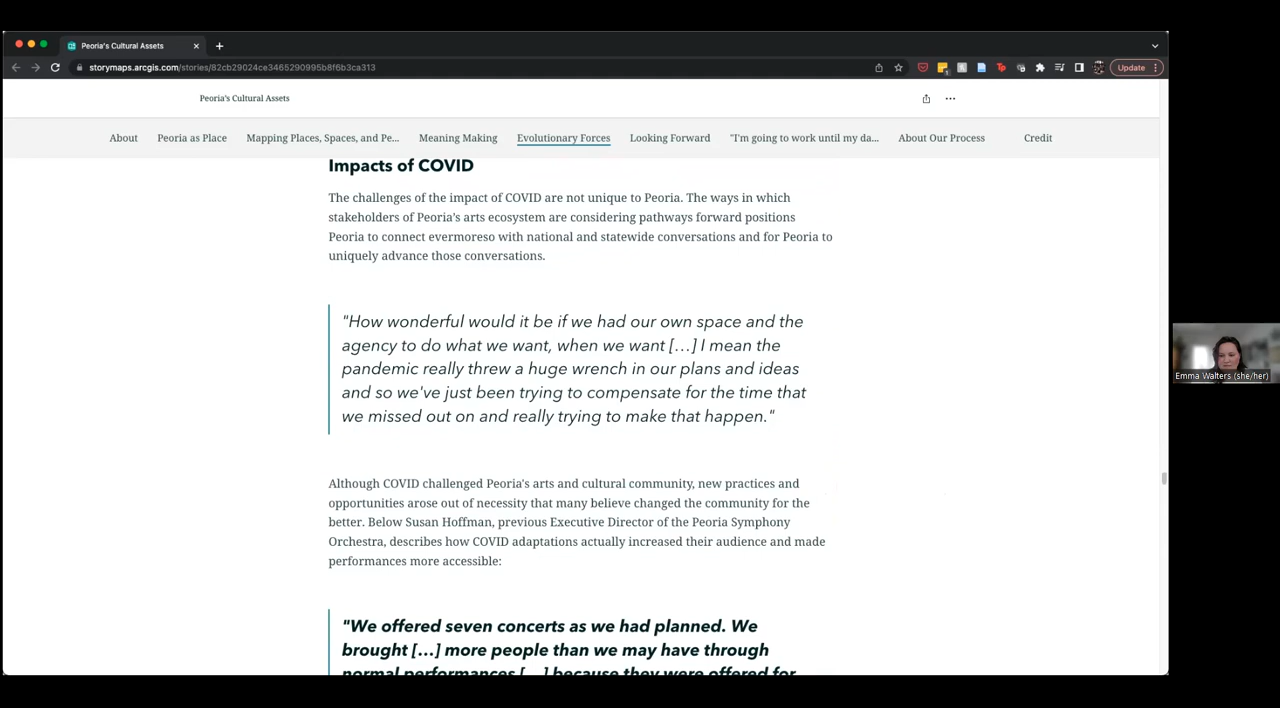 Peoria's Cultural Assets
storymaps.arcgis.com/stories/82cb29024ce3465290995b8f6b3ca313
Update
Peoria's Cultural Assets
About
Peoria as Place
Mapping Places, Spaces, and Pe...
Meaning Making
Evolutionary Forces
Looking Forward
"I'm going to work until my da...
About Our Process
Credit
Impacts of COVID
The challenges of the impact of COVID are not unique to Peoria. The ways in which
stakeholders of Peoria's arts ecosystem are considering pathways forward positions
Peoria to connect evermoreso with national and statewide conversations and for Peoria to
uniquely advance those conversations.
"How wonderful would it be if we had our own space and the
agency to do what we want, when we want [...] I mean the
pandemic really threw a huge wrench in our plans and ideas
and so we've just been trying to compensate for the time that
we missed out on and really trying to make that happen."
Although COVID challenged Peoria's arts and cultural community, new practices and
opportunities arose out of necessity that many believe changed the community for the
better. Below Susan Hoffman, previous Executive Director of the Peoria Symphony
Orchestra, describes how COVID adaptations actually increased their audience and made
performances more accessible:
"We offered seven concerts as we had planned. We
brought [...] more people than we may have through
normal performances [...] because they were offered for
Emma Walters (she/her)